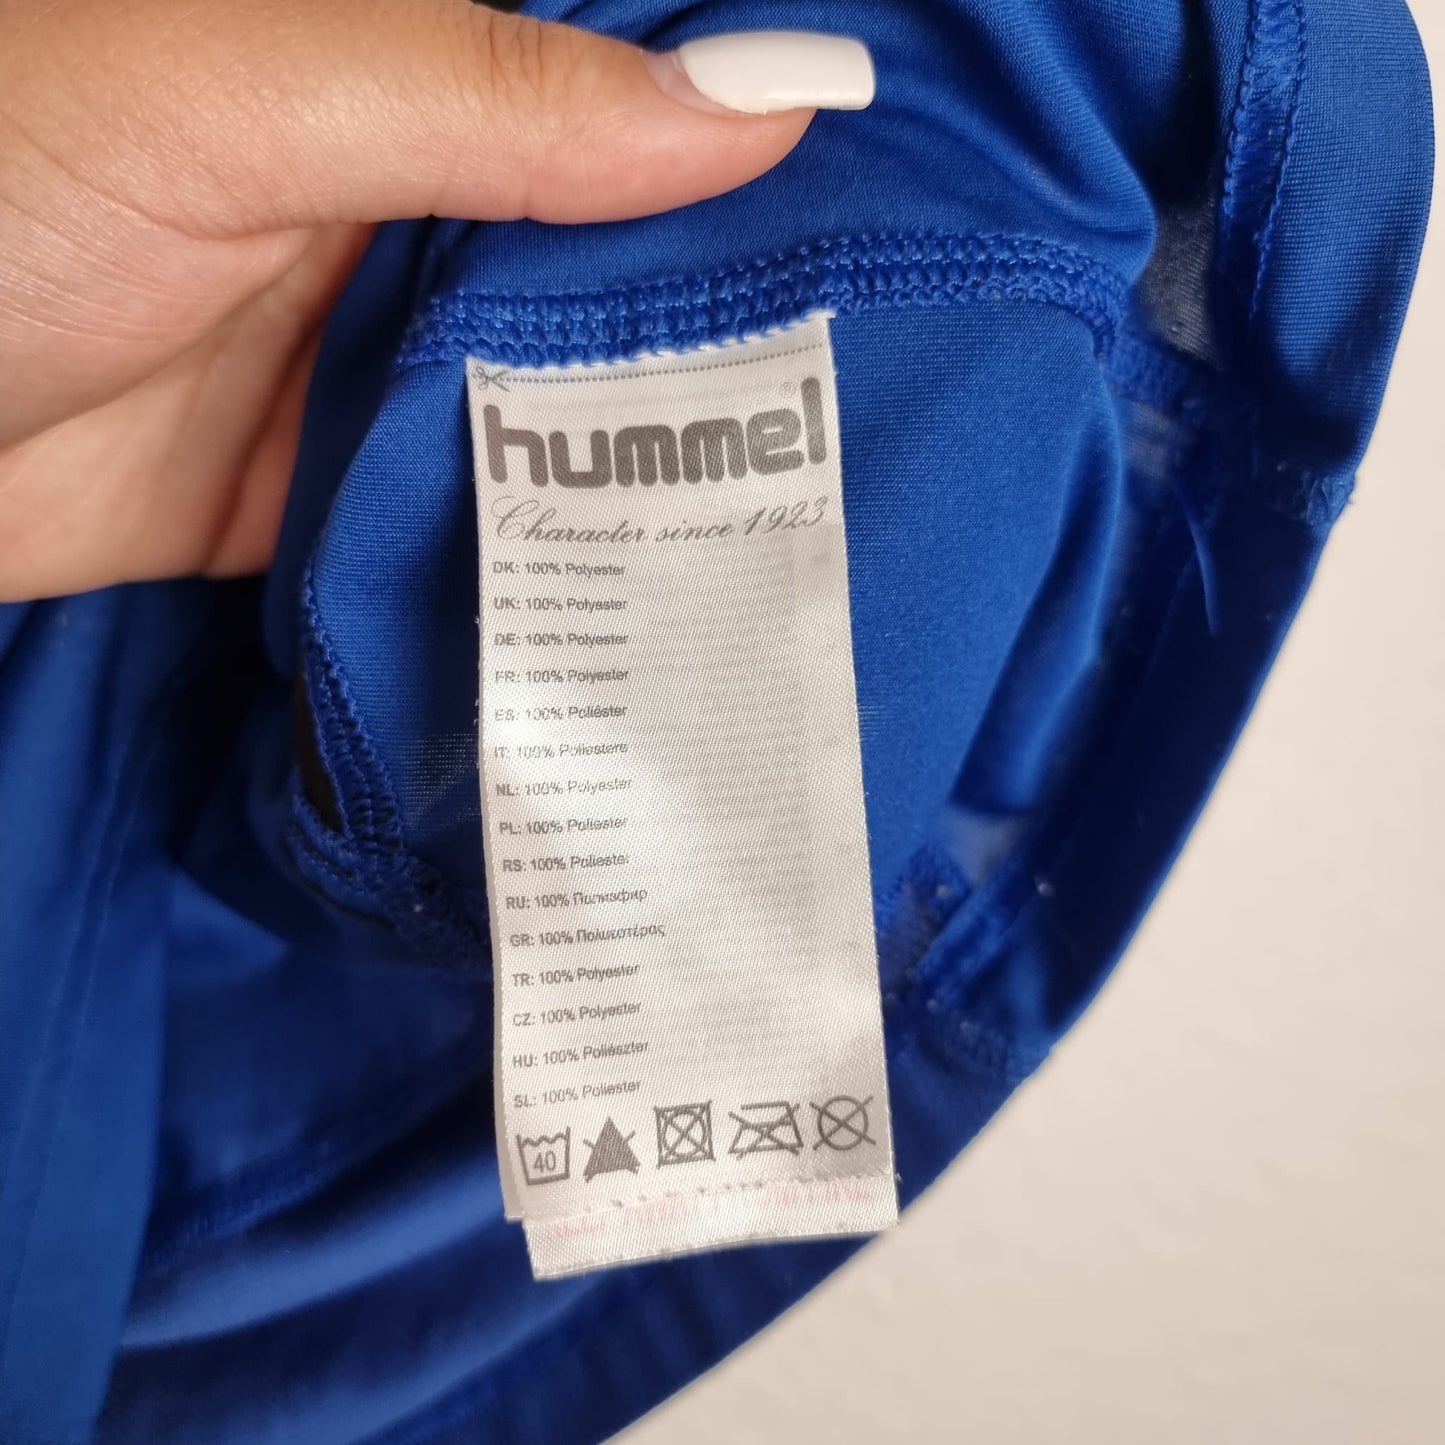 hummel®
Character since 1923
DK: 100% Polyester
UK: 100% Polyester
DE: 100% Polyester
FR: 100% Polyester
ES: 100% Poliéster
IT: 100% Poliestere
NL: 100% Polyester
PL: 100% Poliester
RS: 100% Poliester
RU: 100% Полиэфир
GR: 100% Πολυεστέρας
TR: 100% Polyester
CZ: 100% Polyester
HU: 100% Poliészter
SL: 100% Poliester
40